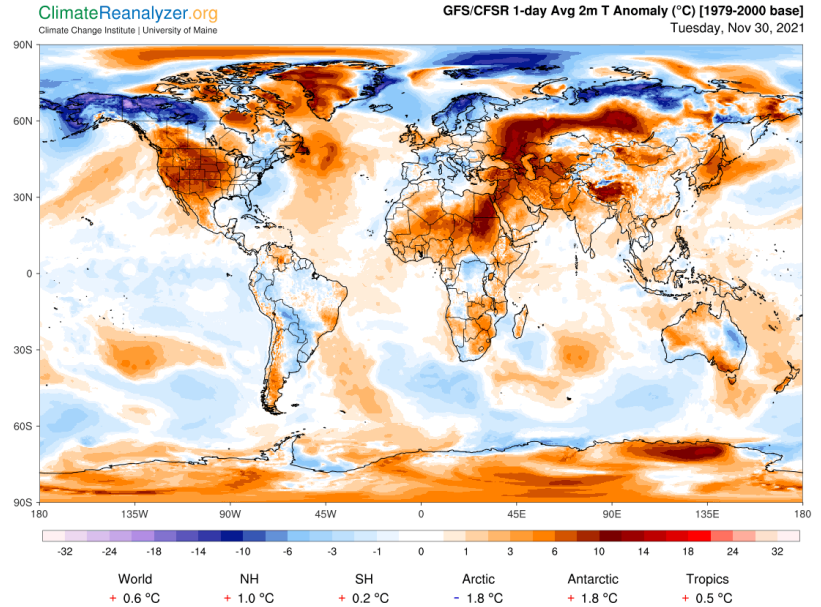 ClimateReanalyzer.org
Climate Change Institute | University of Maine
GFS/CFSR 1-day Avg 2m T Anomaly (°C) [1979-2000 base]
Tuesday, Nov 30, 2021
90N
60N
30N
0
30S
60S
90S
180 135W 90W 45W 0 45E 90E 135E 180
-32 -24 -18 -14 -10 -6 -3 -1 0 1 3 6 10 14 18 24 32
World NH SH Arctic Antarctic Tropics
+ 0.6 °C + 1.0 °C + 0.2 °C - 1.8 °C + 1.8 °C + 0.5 °C